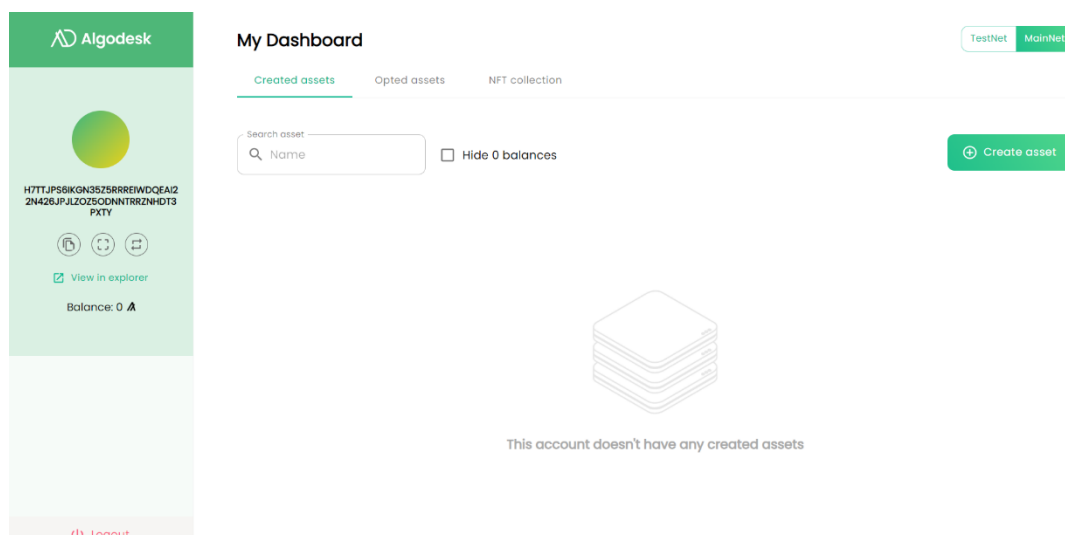 Algodesk
H7TTJPS6IKGN35Z5RRREIWDQEAI2
2N426JPJLZOZ5ODNNTRRZNHDT3
PXTY
View in explorer
Balance: 0
Logout
My Dashboard
TestNet MainNet
Created assets Opted assets NFT collection
Search asset
Name
Hide 0 balances
Create asset
This account doesn't have any created assets